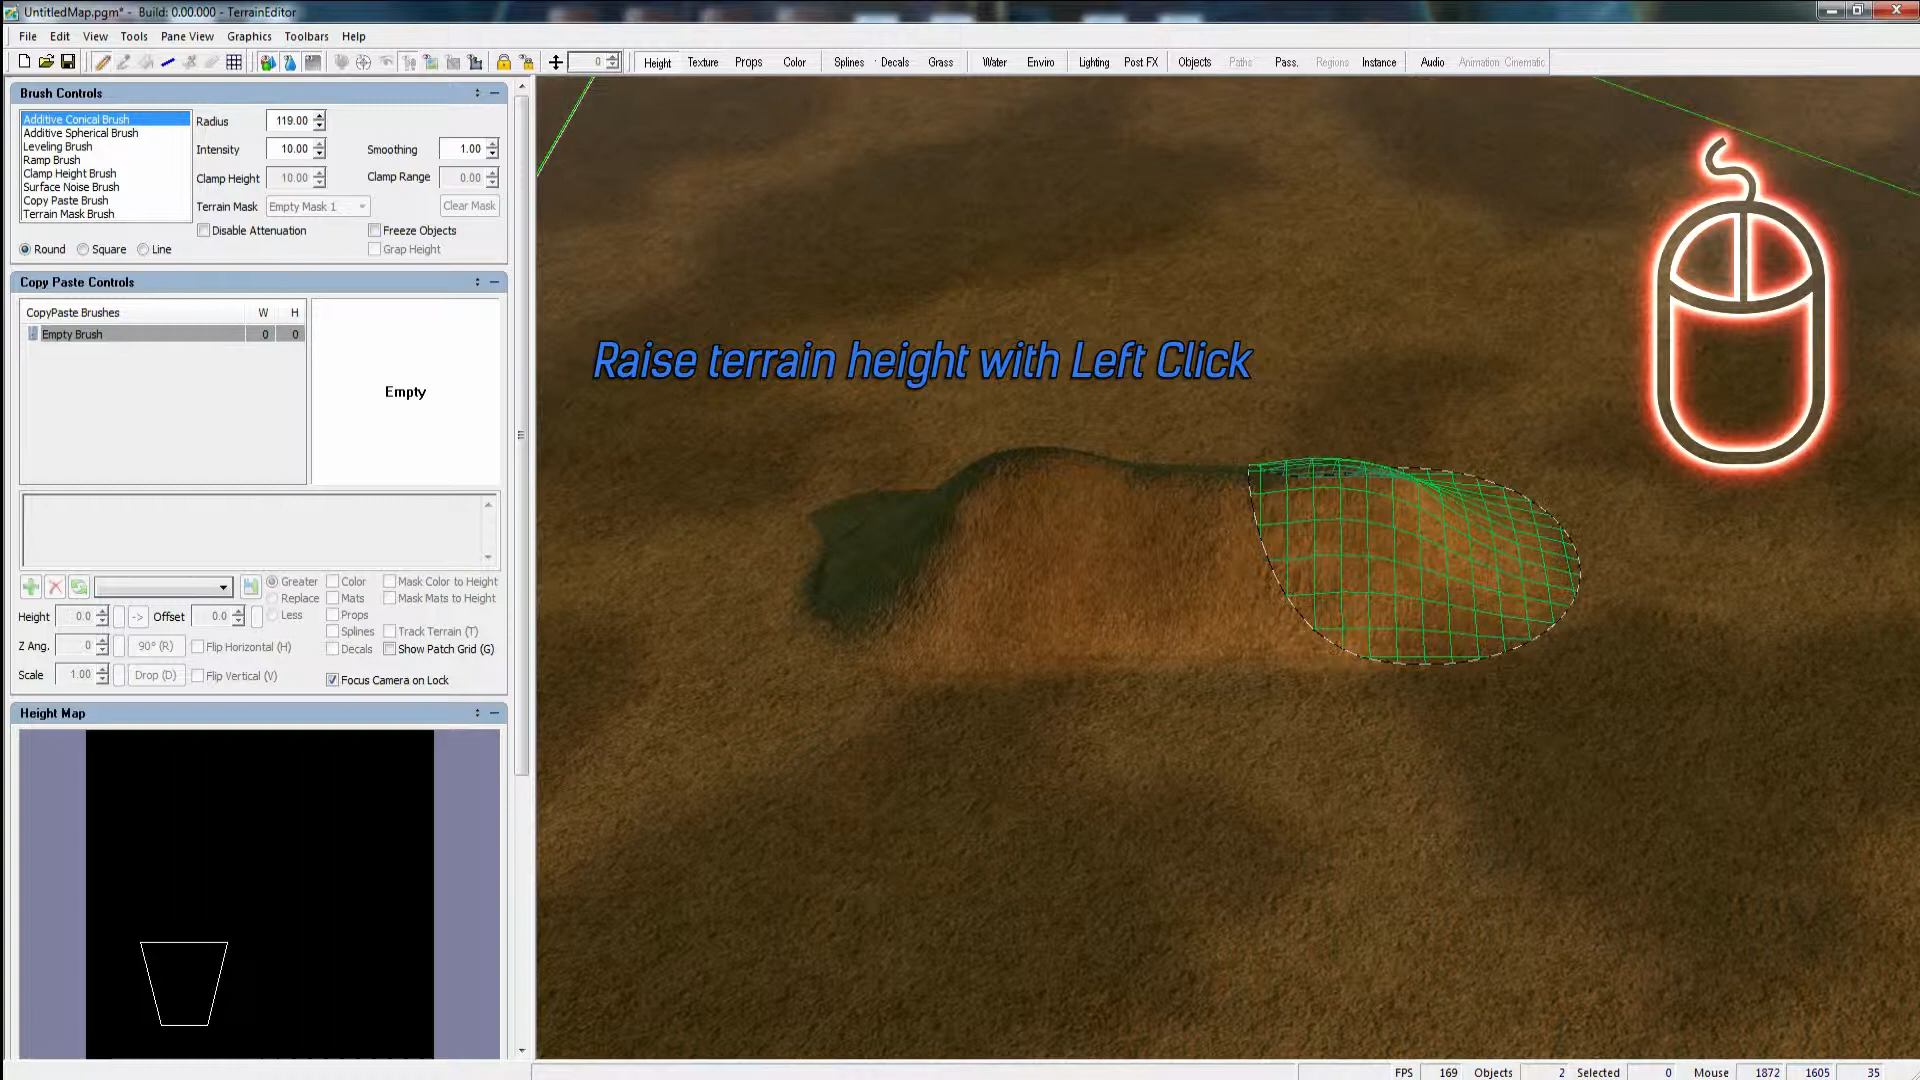 UntitledMap.pgm* - Build: 0.00.000 - TerrainEditor
File Edit Tools Pane View Graphics Toolbars Help
0 Height Texture Props Color Splines Decals Grass Water Enviro Lighting Post FX Objects Paths Pass. Regions Instance Audio Animation Cinematic
Brush Controls
Additive Conical Brush
Additive Spherical Brush
Leveling Brush
Ramp Brush
Clamp Height Brush
Surface Noise Brush
Copy Paste Brush
Terrain Mask Brush
Radius 119.00
Intensity 10.00 Smoothing 1.00
Clamp Height 10.00 Clamp Range 0.00
Terrain Mask Empty Mask 1 Clear Mask
Disable Attenuation Freeze Objects
Round Square Line Grap Height
Copy Paste Controls
CopyPaste Brushes W H
Empty Brush 0 0
Empty
Greater Color Mask Color to Height
Replace Mats Mask Mats to Height
Height 0.0 -> Offset 0.0 Less Props
Splines Track Terrain (T)
Z Ang. 0 90° (R) Flip Horizontal (H) Decals Show Patch Grid (G)
Scale 1.00 Drop (D) Flip Vertical (V) Focus Camera on Lock
Height Map
Raise terrain height with Left Click
FPS 169 Objects 2 Selected 0 Mouse 1872 1605 35